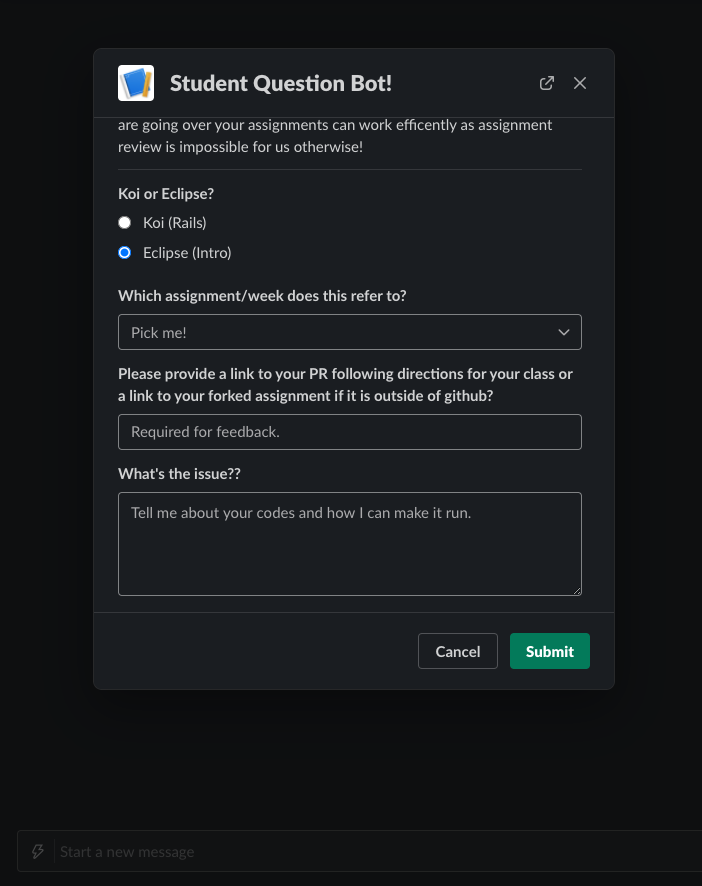 Student Question Bot!
are going over your assignments can work efficently as assignment
review is impossible for us otherwise!
Koi or Eclipse?
Koi (Rails)
Eclipse (Intro)
Which assignment/week does this refer to?
Pick me!
Please provide a link to your PR following directions for your class or
a link to your forked assignment if it is outside of github?
Required for feedback.
What's the issue??
Tell me about your codes and how I can make it run.
Cancel
Submit
Start a new message